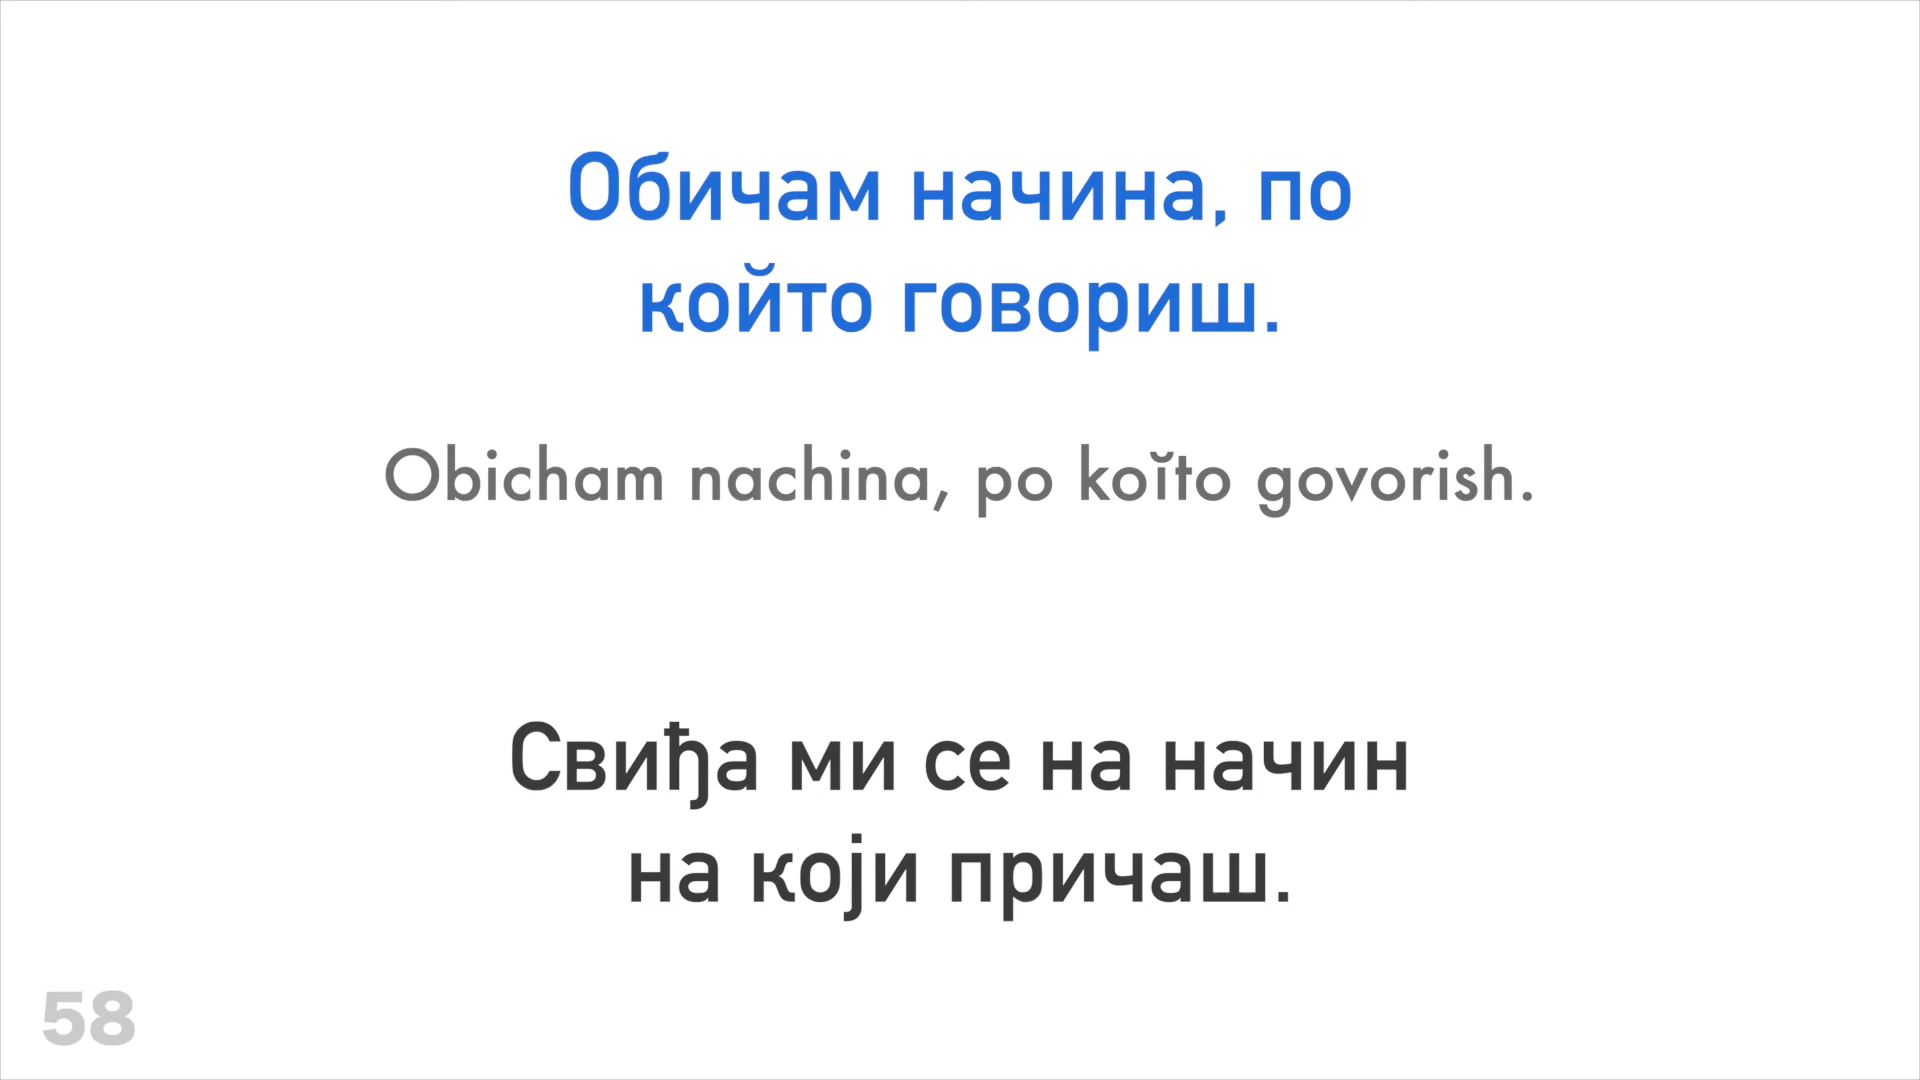 Обичам начина, по
който говориш.
Obicham nachina, po koĭto govorish.
Свиђа ми се на начин
на који причаш.
58